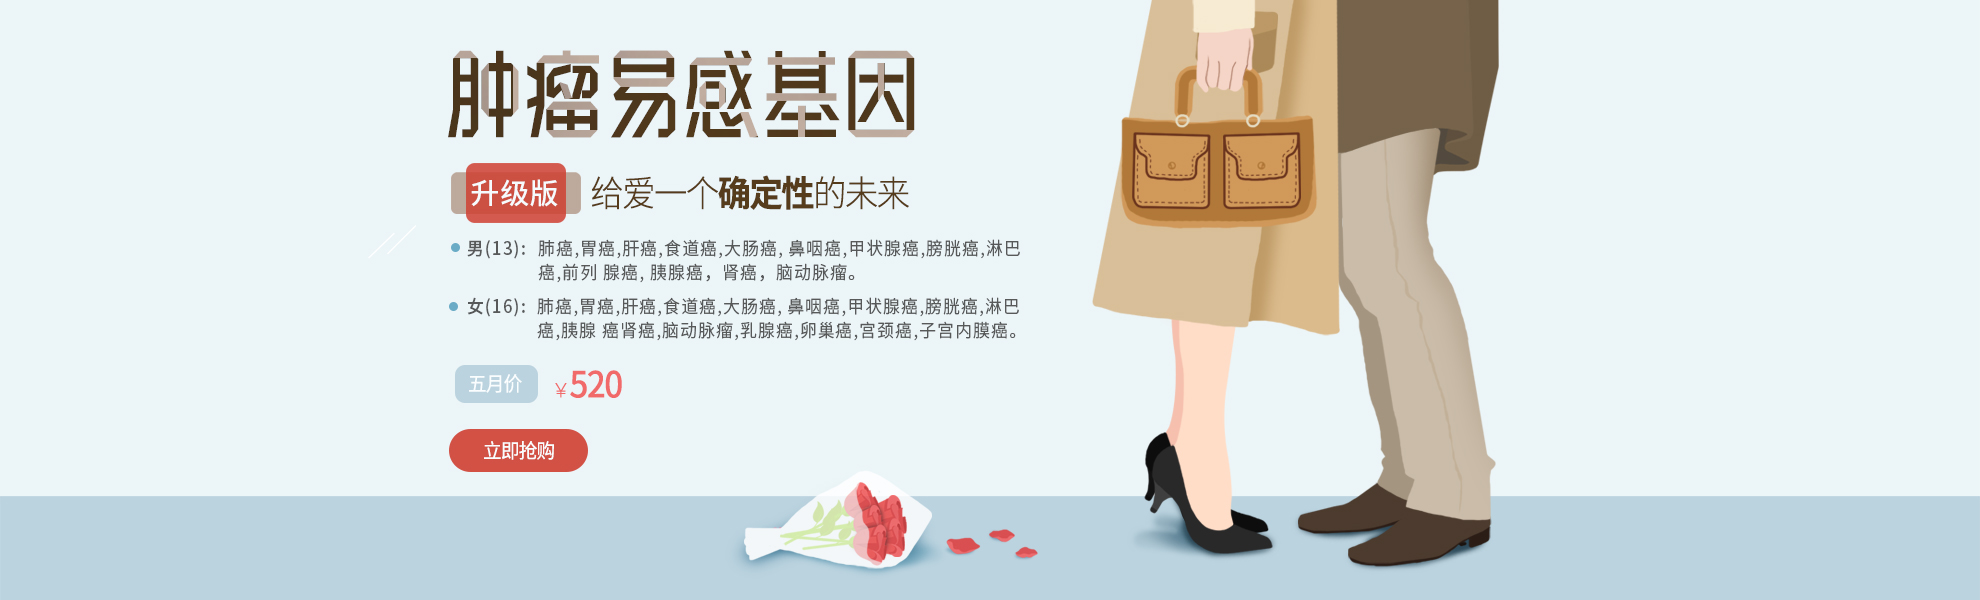 肿瘤易感基因
升级版 给爱一个确定性的未来
男(13): 肺癌,胃癌,肝癌,食道癌,大肠癌, 鼻咽癌,甲状腺癌,膀胱癌,淋巴
癌,前列 腺癌, 胰腺癌，肾癌，脑动脉瘤。
女(16): 肺癌,胃癌,肝癌,食道癌,大肠癌, 鼻咽癌,甲状腺癌,膀胱癌,淋巴
癌,胰腺 癌肾癌,脑动脉瘤,乳腺癌,卵巢癌,宫颈癌,子宫内膜癌。
五月价 ¥520
立即抢购